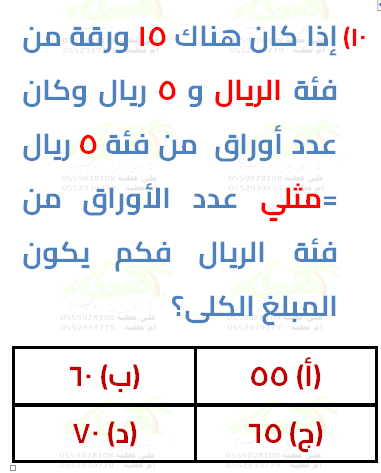 ١٠) إذا كان هناك ١٥ ورقة من
فئة الريال و ٥ ريال وكان
عدد أوراق من فئة ٥ ريال
=مثلي عدد الأوراق من
فئة الريال فكم يكون
المبلغ الكلى؟
(أ) ٥٥
(ب) ٦٠
(ج) ٦٥
(د) ٧٠